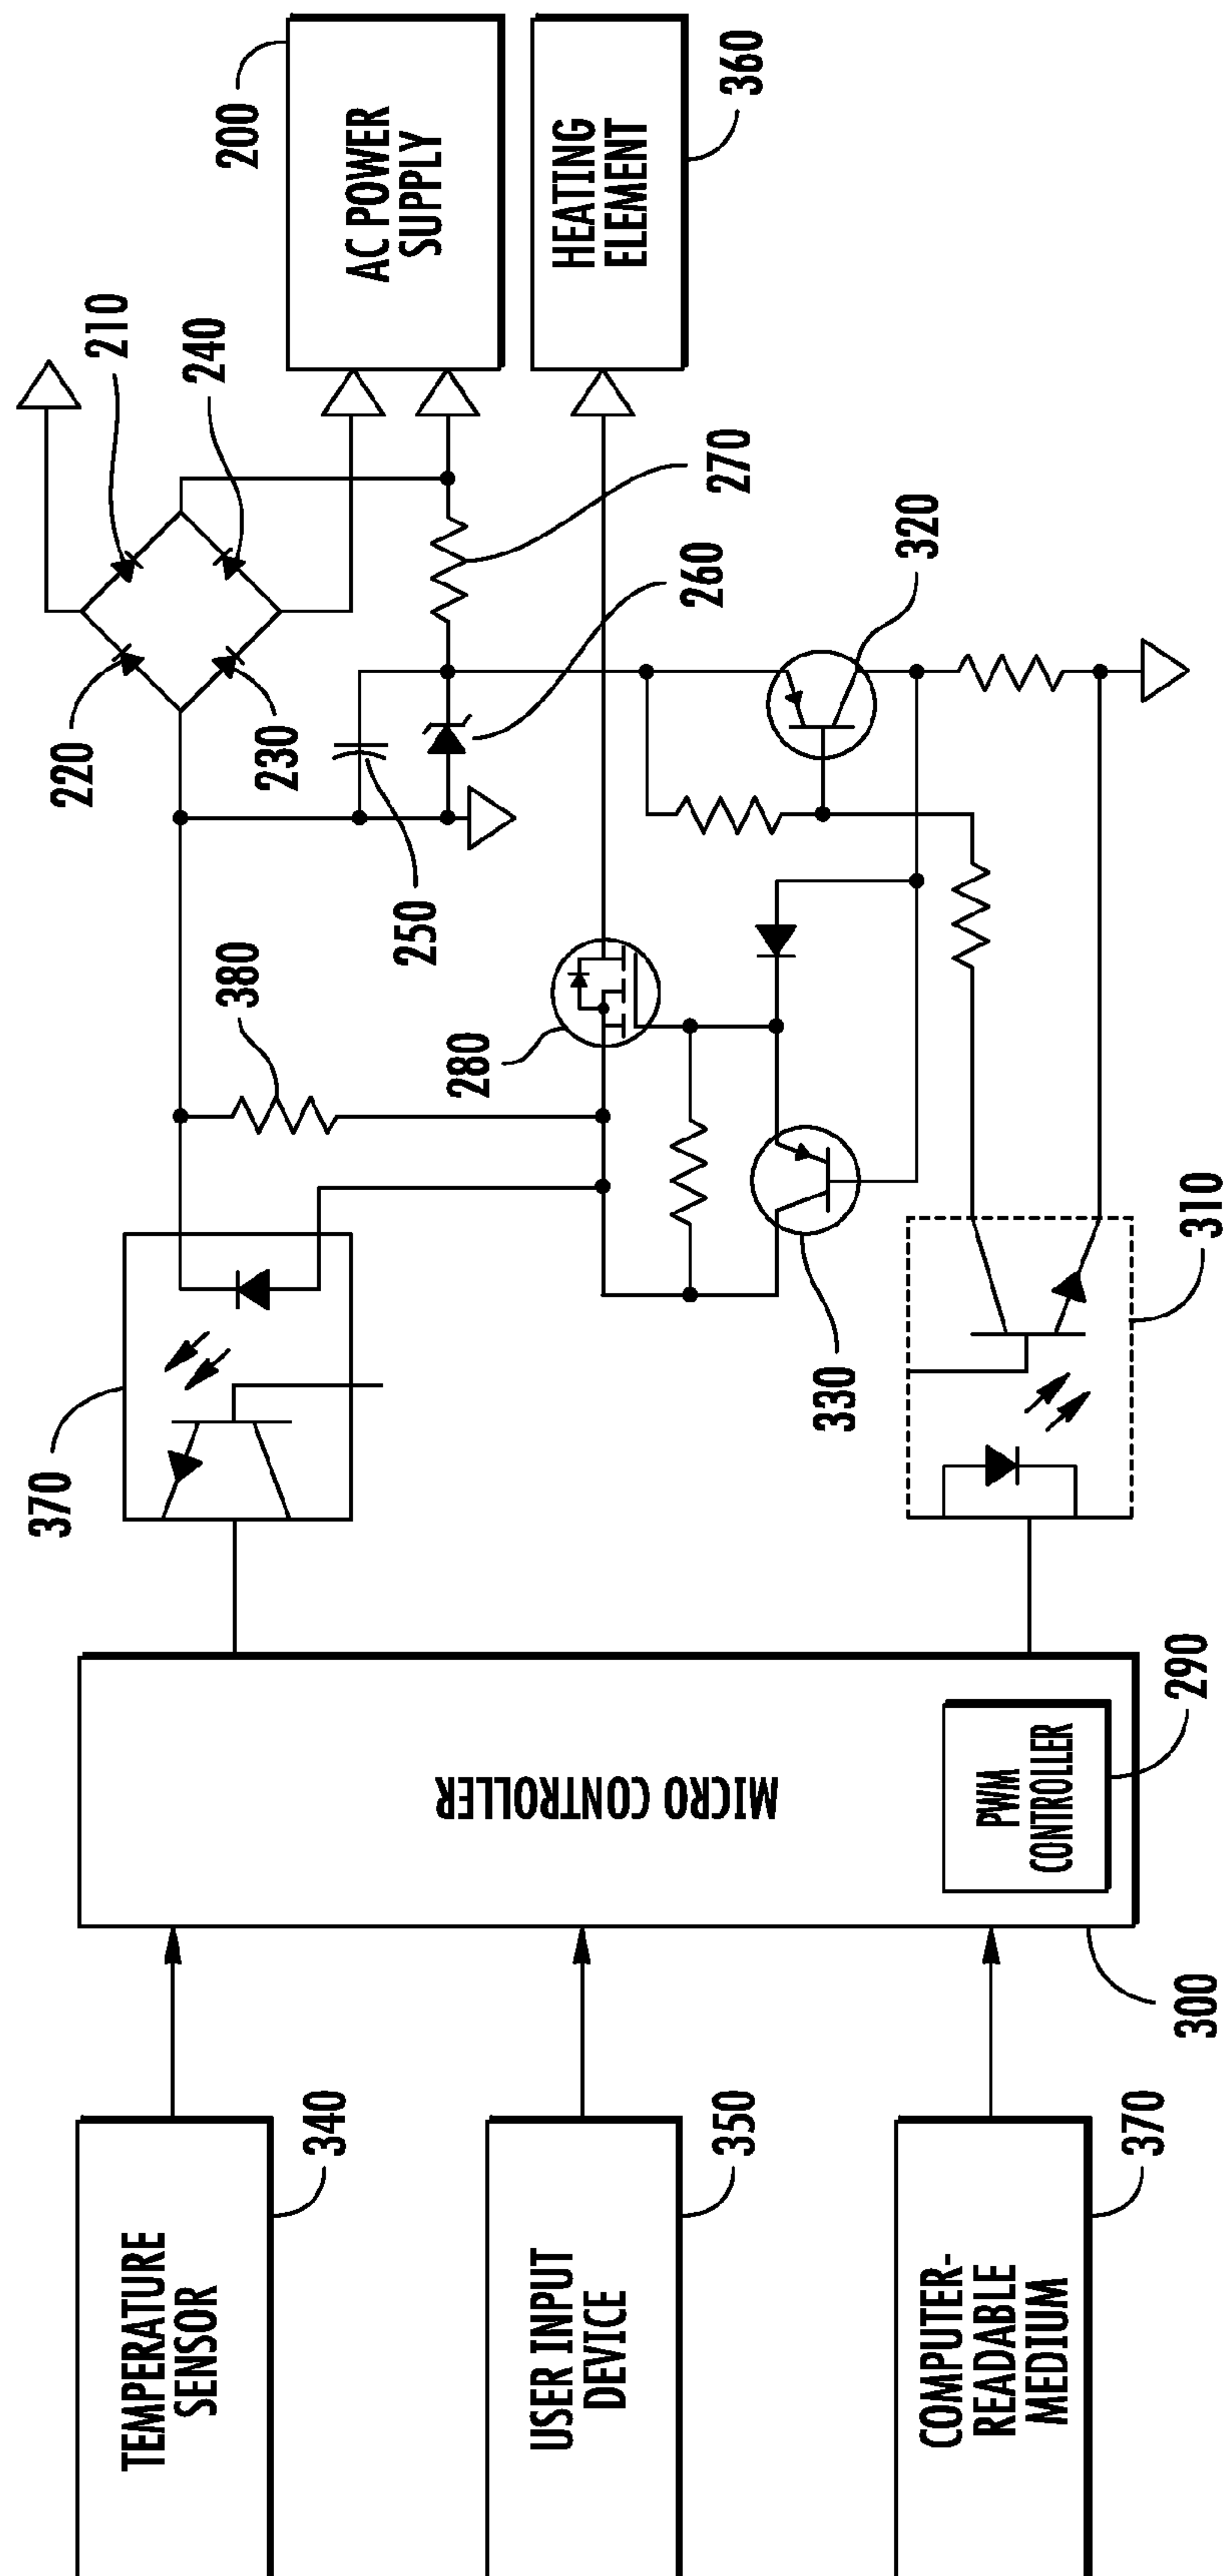 TEMPERATURE
SENSOR
340
USER INPUT
DEVICE
350
COMPUTER-
READABLE
MEDIUM
370
MICRO CONTROLLER
300
PWM
CONTROLLER
290
370
310
380
280
330
220
230
250
210
240
260
270
320
200
AC POWER
SUPPLY
HEATING
ELEMENT
360